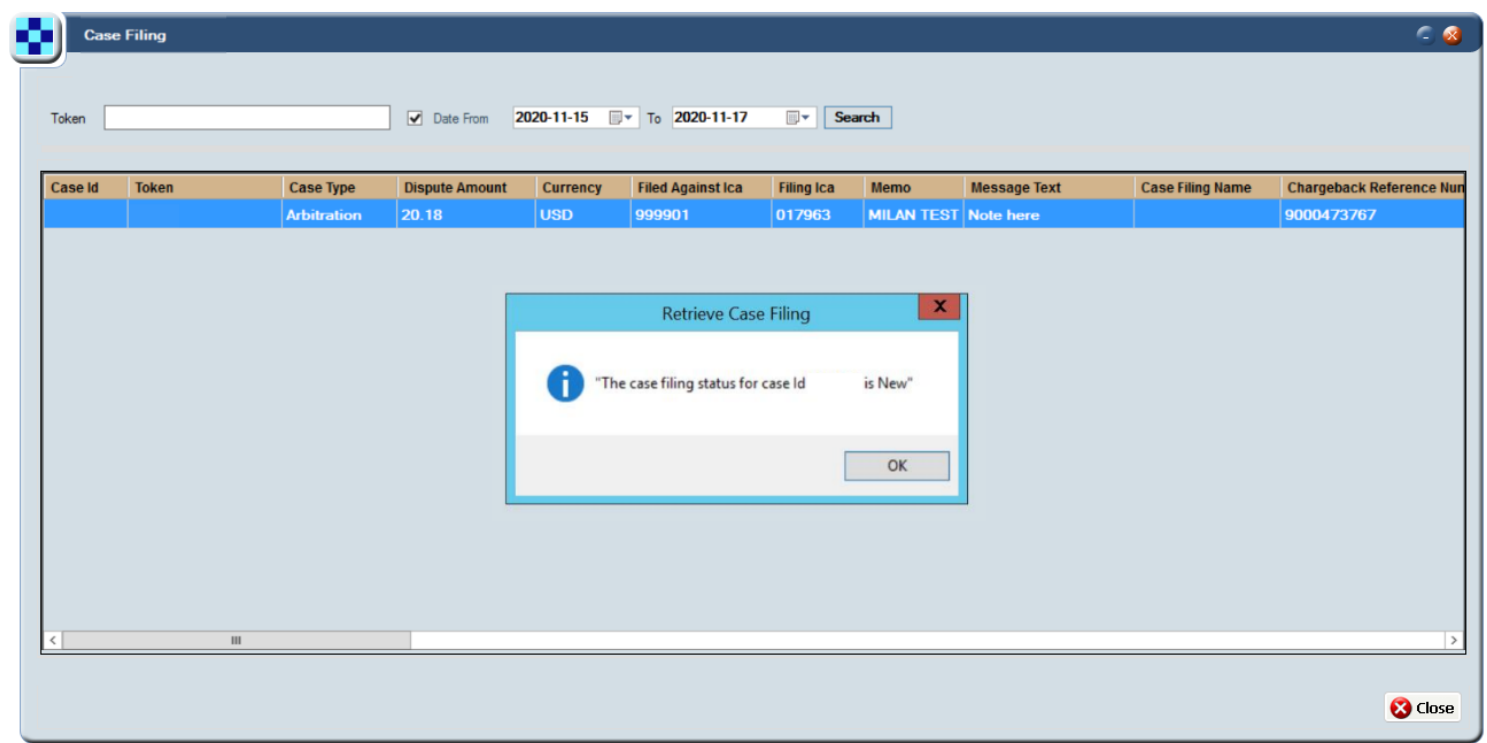 Case Filing
Token Date From 2020-11-15 To 2020-11-17 Search
Case Id Token Case Type Dispute Amount Currency Filed Against Ica Filing Ica Memo Message Text Case Filing Name Chargeback Reference Num
Arbitration 20.18 USD 999901 017963 MILAN TEST Note here 9000473767
Retrieve Case Filing
X
"The case filing status for case Id is New"
OK
Close